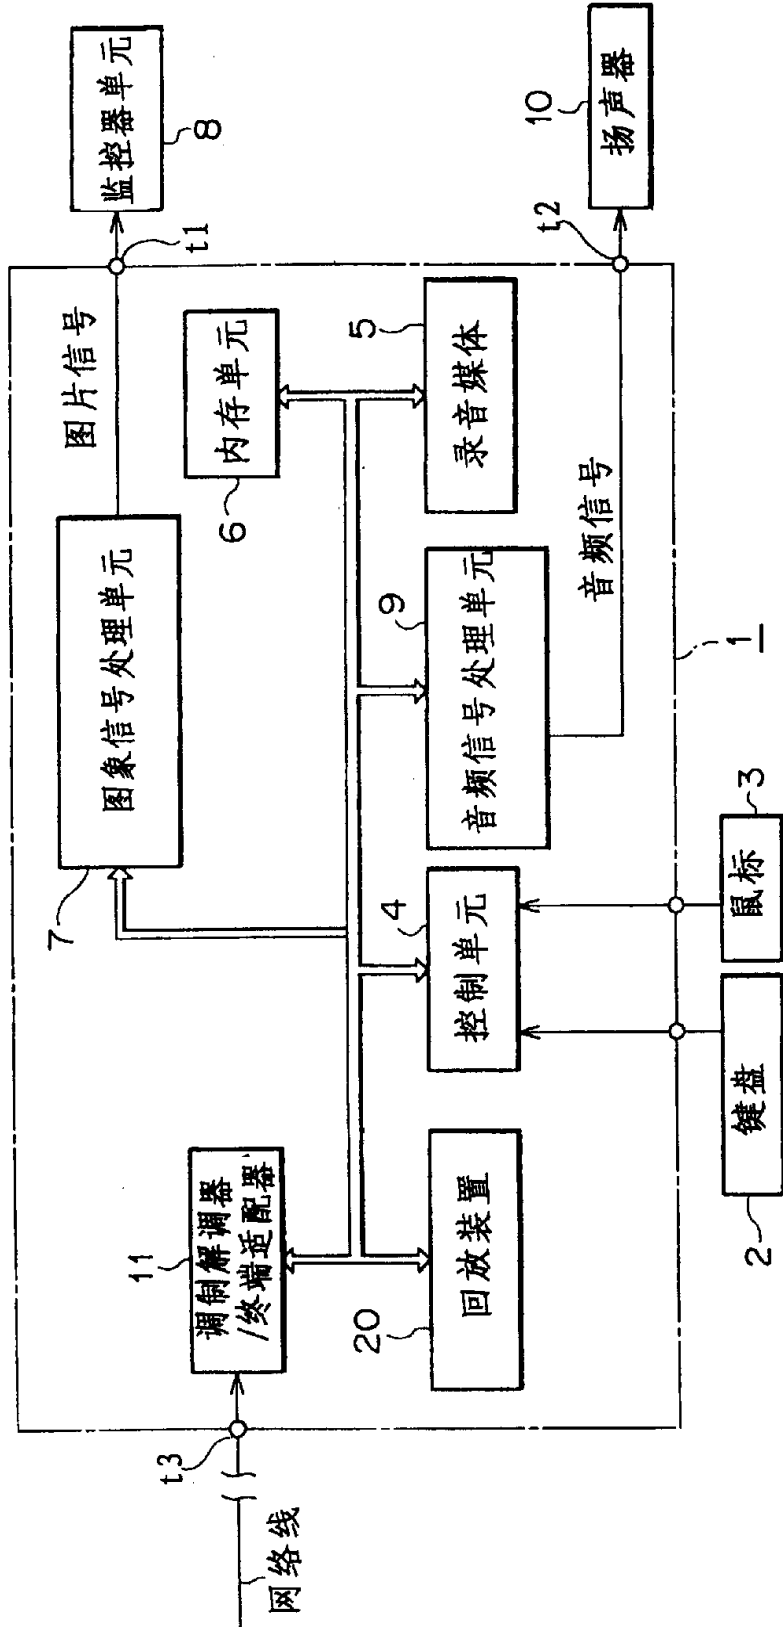 网络线
t3
11
调制解调器
/终端适配器
20
回放装置
7
图象信号处理单元
图片信号
t1
监控器单元
8
6
内存单元
5
录音媒体
9
音频信号处理单元
音频信号
t2
10
扬声器
4
控制单元
2
键盘
3
鼠标
1